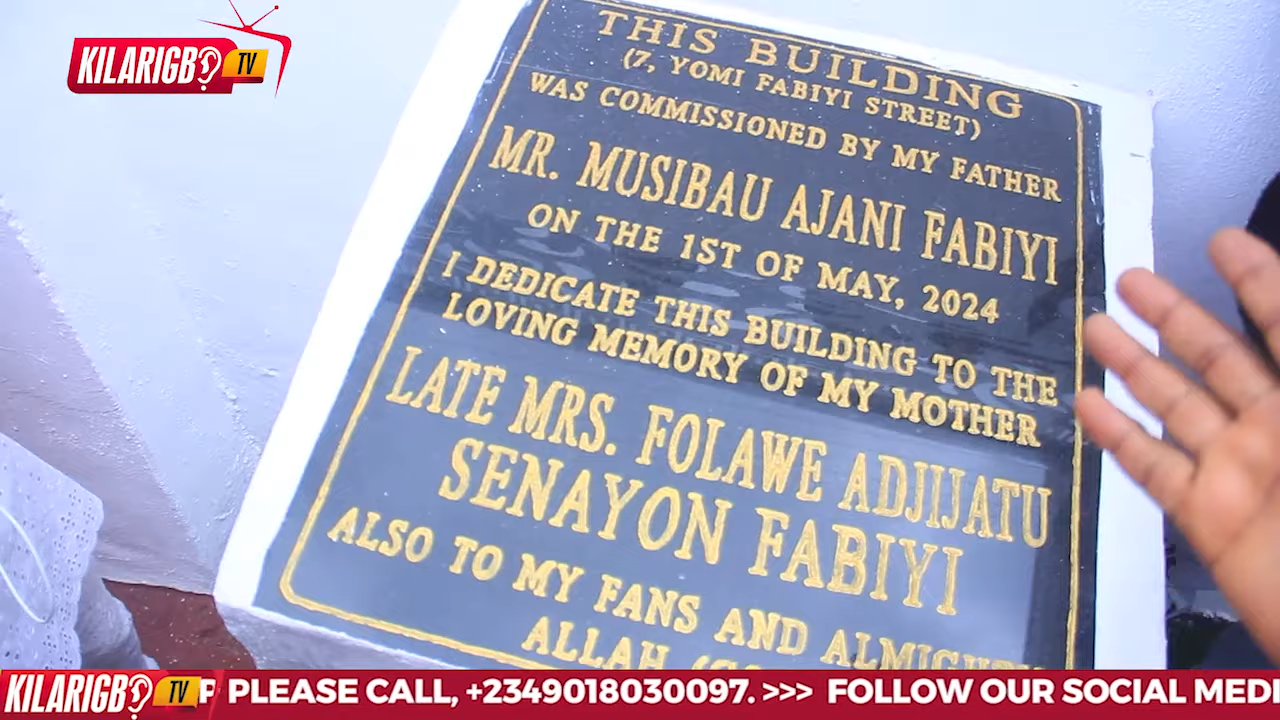 KILARIGBO? TV
THIS BUILDING
(7, YOMI FABIYI STREET)
WAS COMMISSIONED BY MY FATHER
MR. MUSIBAU AJANI FABIYI
ON THE 1ST OF MAY, 2024
I DEDICATE THIS BUILDING TO THE
LOVING MEMORY OF MY MOTHER
LATE MRS. FOLAWE ADJIJATU
SENAYON FABIYI
ALSO TO MY FANS AND ALMIGHTY
ALLAH
KILARIGBO? TV PLEASE CALL, +2349018030097. >>> FOLLOW OUR SOCIAL MEDI